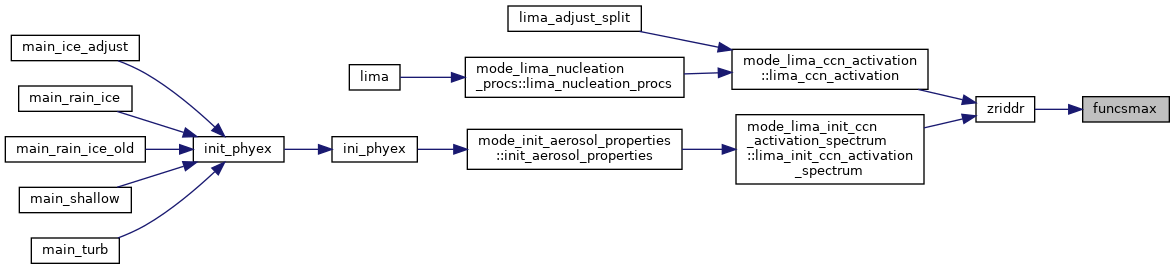 main_ice_adjust
main_rain_ice
main_rain_ice_old
main_shallow
main_turb
init_phyex
lima
ini_phyex
lima_adjust_split
mode_lima_nucleation
_procs::lima_nucleation_procs
mode_init_aerosol_properties
::init_aerosol_properties
mode_lima_ccn_activation
::lima_ccn_activation
mode_lima_init_ccn
_activation_spectrum
::lima_init_ccn_activation
_spectrum
zriddr
funcsmax